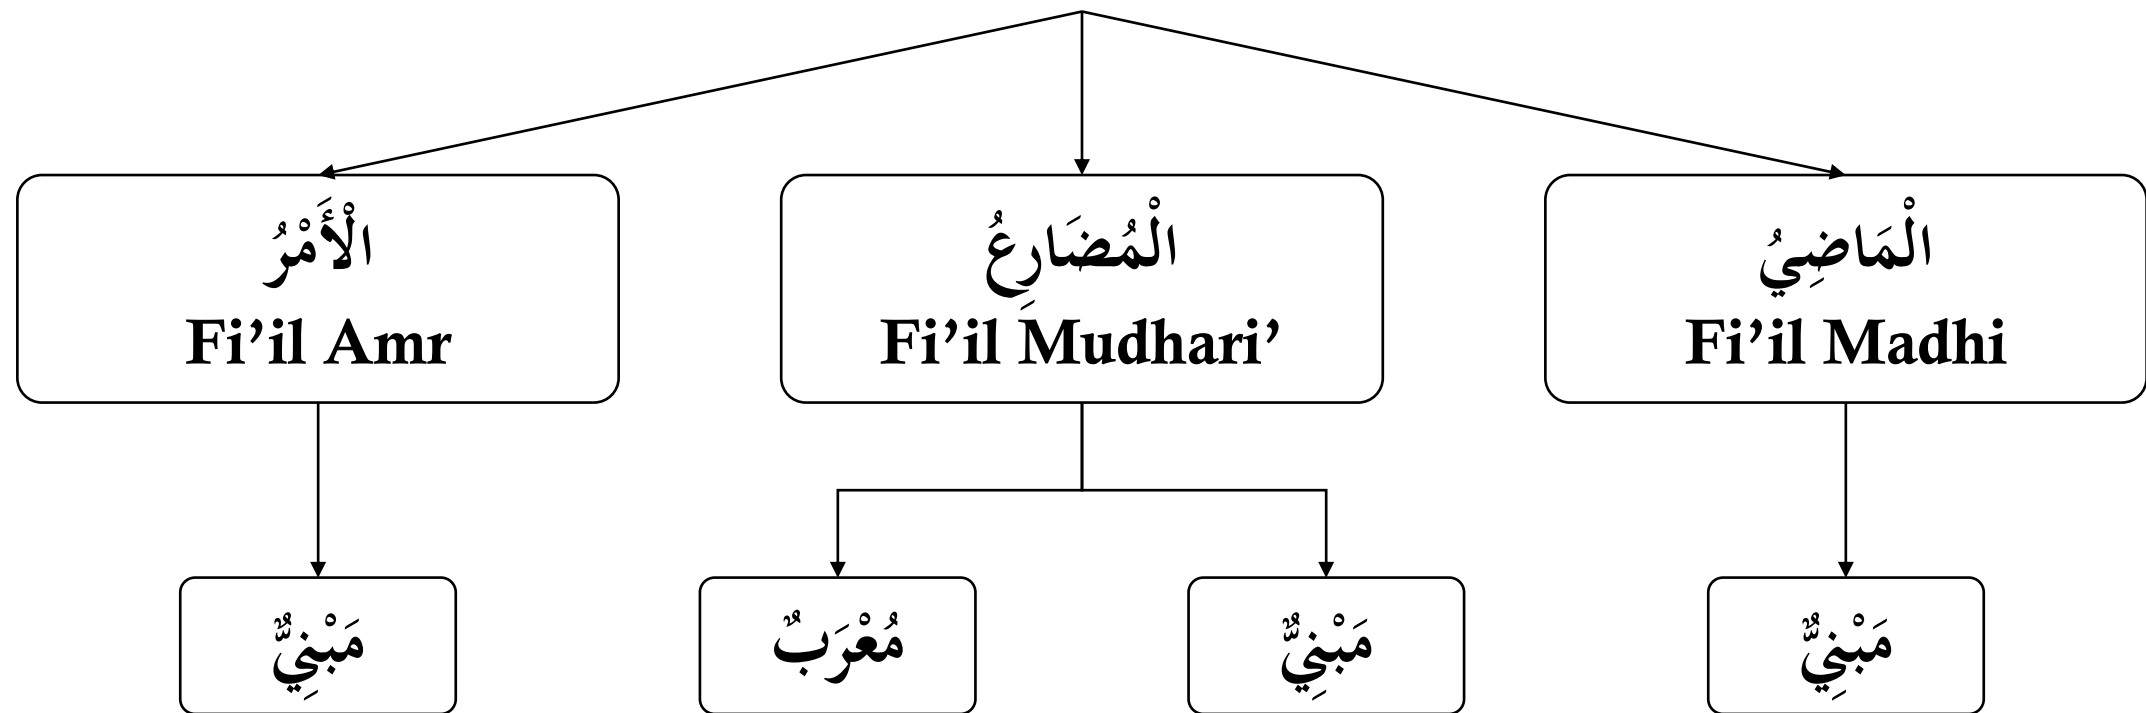 الْمَاضِيُ
Fi’il Madhi
الْمُضَارِعُ
Fi’il Mudhari’
الْأَمْرُ
Fi’il Amr
مَبْنِيٌّ
مَبْنِيٌّ
مُعْرَبٌ
مَبْنِيٌّ